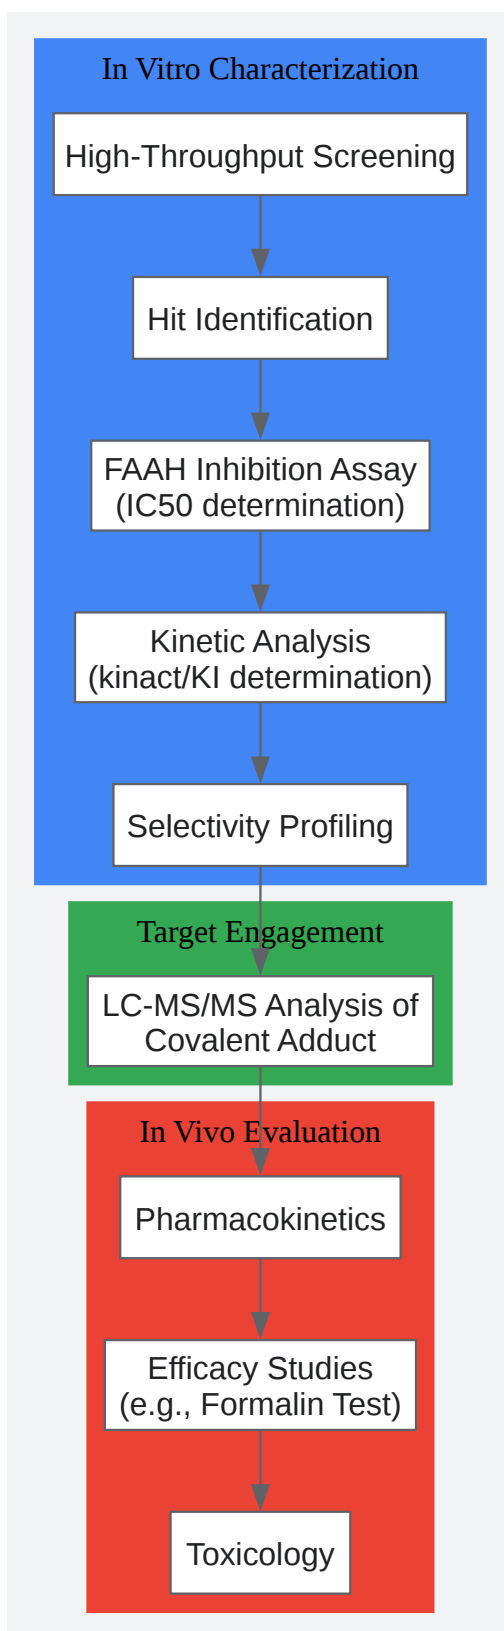 In Vitro Characterization
High-Throughput Screening
Hit Identification
FAAH Inhibition Assay
(IC50 determination)
Kinetic Analysis
(kinact/KI determination)
Selectivity Profiling
Target Engagement
LC-MS/MS Analysis of
Covalent Adduct
In Vivo Evaluation
Pharmacokinetics
Efficacy Studies
(e.g., Formalin Test)
Toxicology